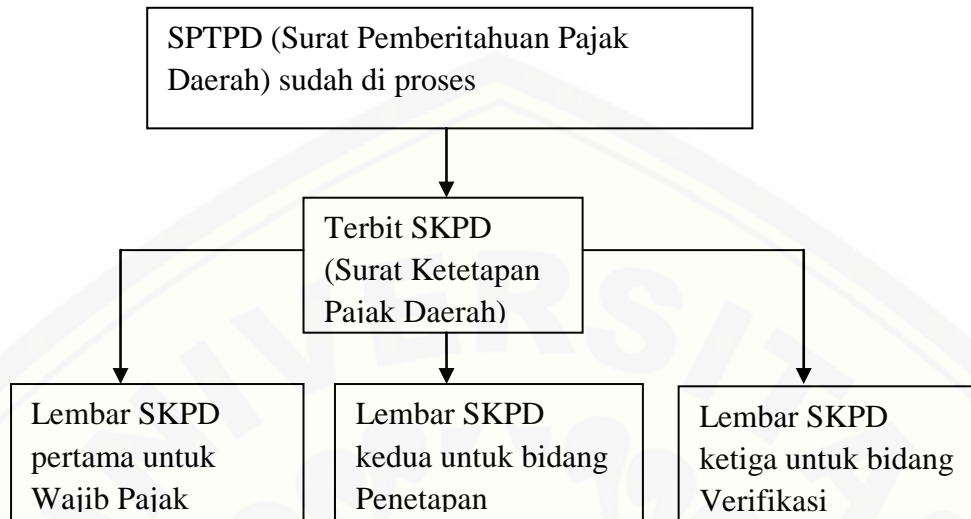 SPTPD (Surat Pemberitahuan Pajak
Daerah) sudah di proses
Terbit SKPD
(Surat Ketetapan
Pajak Daerah)
Lembar SKPD
pertama untuk
Wajib Pajak
Lembar SKPD
kedua untuk bidang
Penetapan
Lembar SKPD
ketiga untuk bidang
Verifikasi